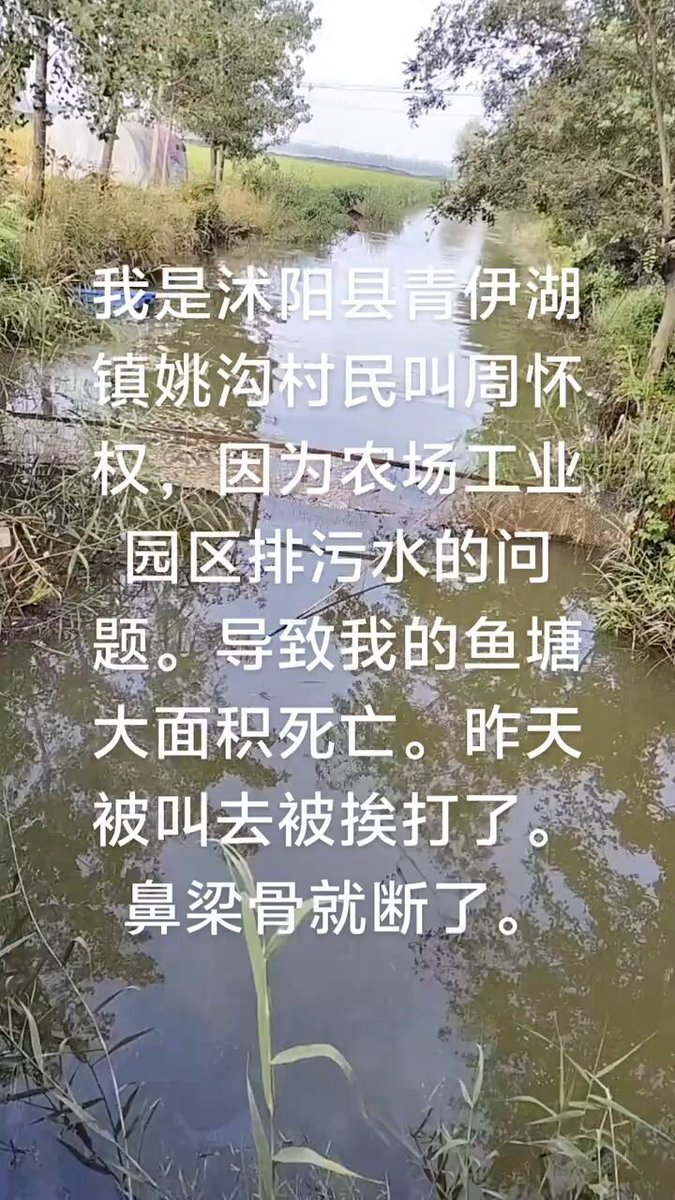 我是沭阳县青伊湖
镇姚沟村民叫周怀
权，因为农场工业
园区排污水的问
题。导致我的鱼塘
大面积死亡。昨天
被叫去被挨打了。
鼻梁骨就断了。